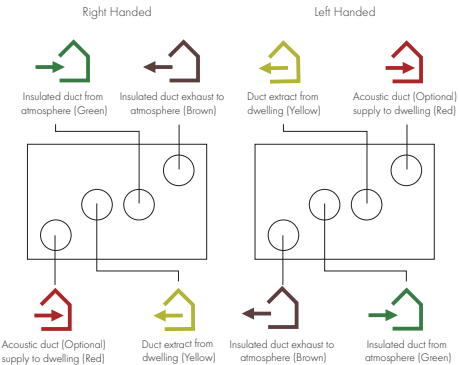 Right Handed
Left Handed
Insulated duct from
atmosphere (Green)
Insulated duct exhaust to
atmosphere (Brown)
Duct extract from
dwelling (Yellow)
Acoustic duct (Optional)
supply to dwelling (Red)
Acoustic duct (Optional)
supply to dwelling (Red)
Duct extract from
dwelling (Yellow)
Insulated duct exhaust to
atmosphere (Brown)
Insulated duct from
atmosphere (Green)